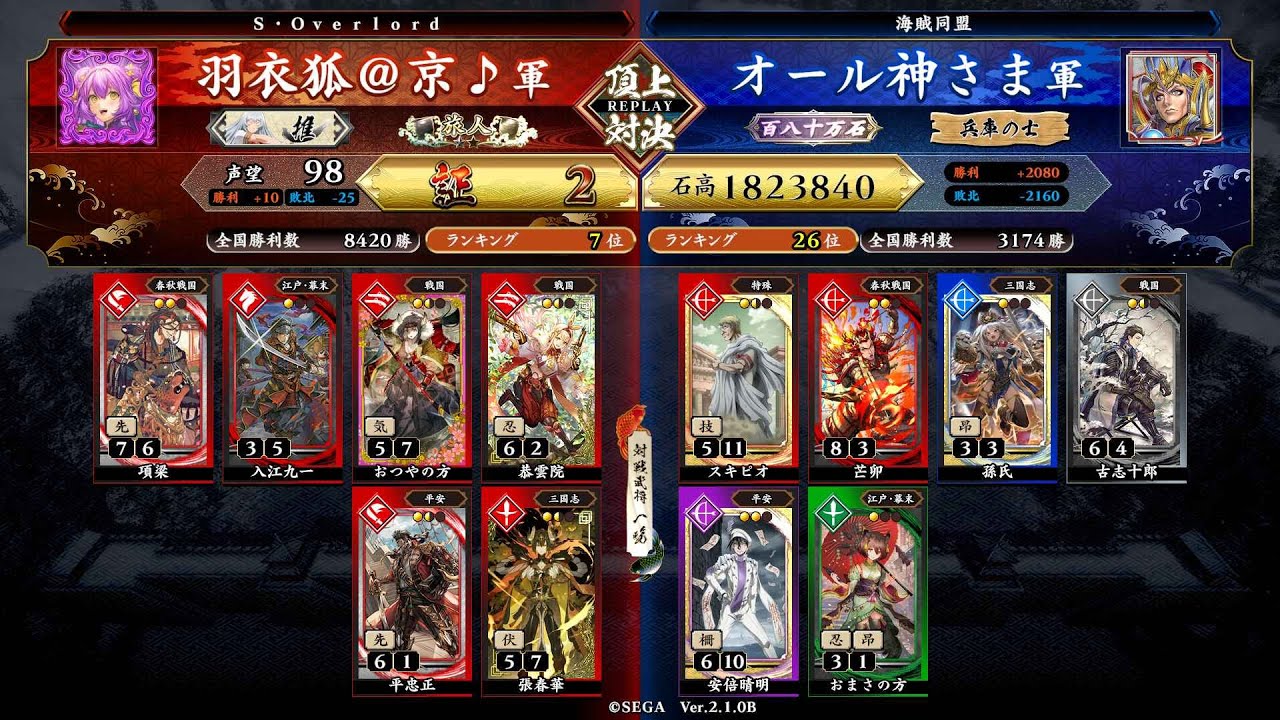 S・Overlord
海賊同盟
羽衣狐@京♪軍
頂上
REPLAY
対決
オール神さま軍
推
旅人
百八十万石
兵庫の士
声望 98
勝利 +10 敗北 -25
証 2
石高 1823840
勝利 +2080
敗北 -2160
全国勝利数 8420勝
ランキング 7位
ランキング 26位
全国勝利数 3174勝
春秋戦国
先
7 6
項梁
江戸・幕末
3 5
入江九一
戦国
気
5 7
おつやの方
戦国
忍
6 2
恭雲院
特殊
技
5 11
スキピオ
春秋戦国
8 3
芒卯
三国志
昂
3 3
孫氏
戦国
6 4
古志十郎
対戦武将一覧
平安
先
6 1
平忠正
三国志
伏
5 7
張春華
平安
柵
6 10
安倍晴明
江戸・幕末
忍 昂
3 1
おまさの方
©SEGA Ver.2.1.0B